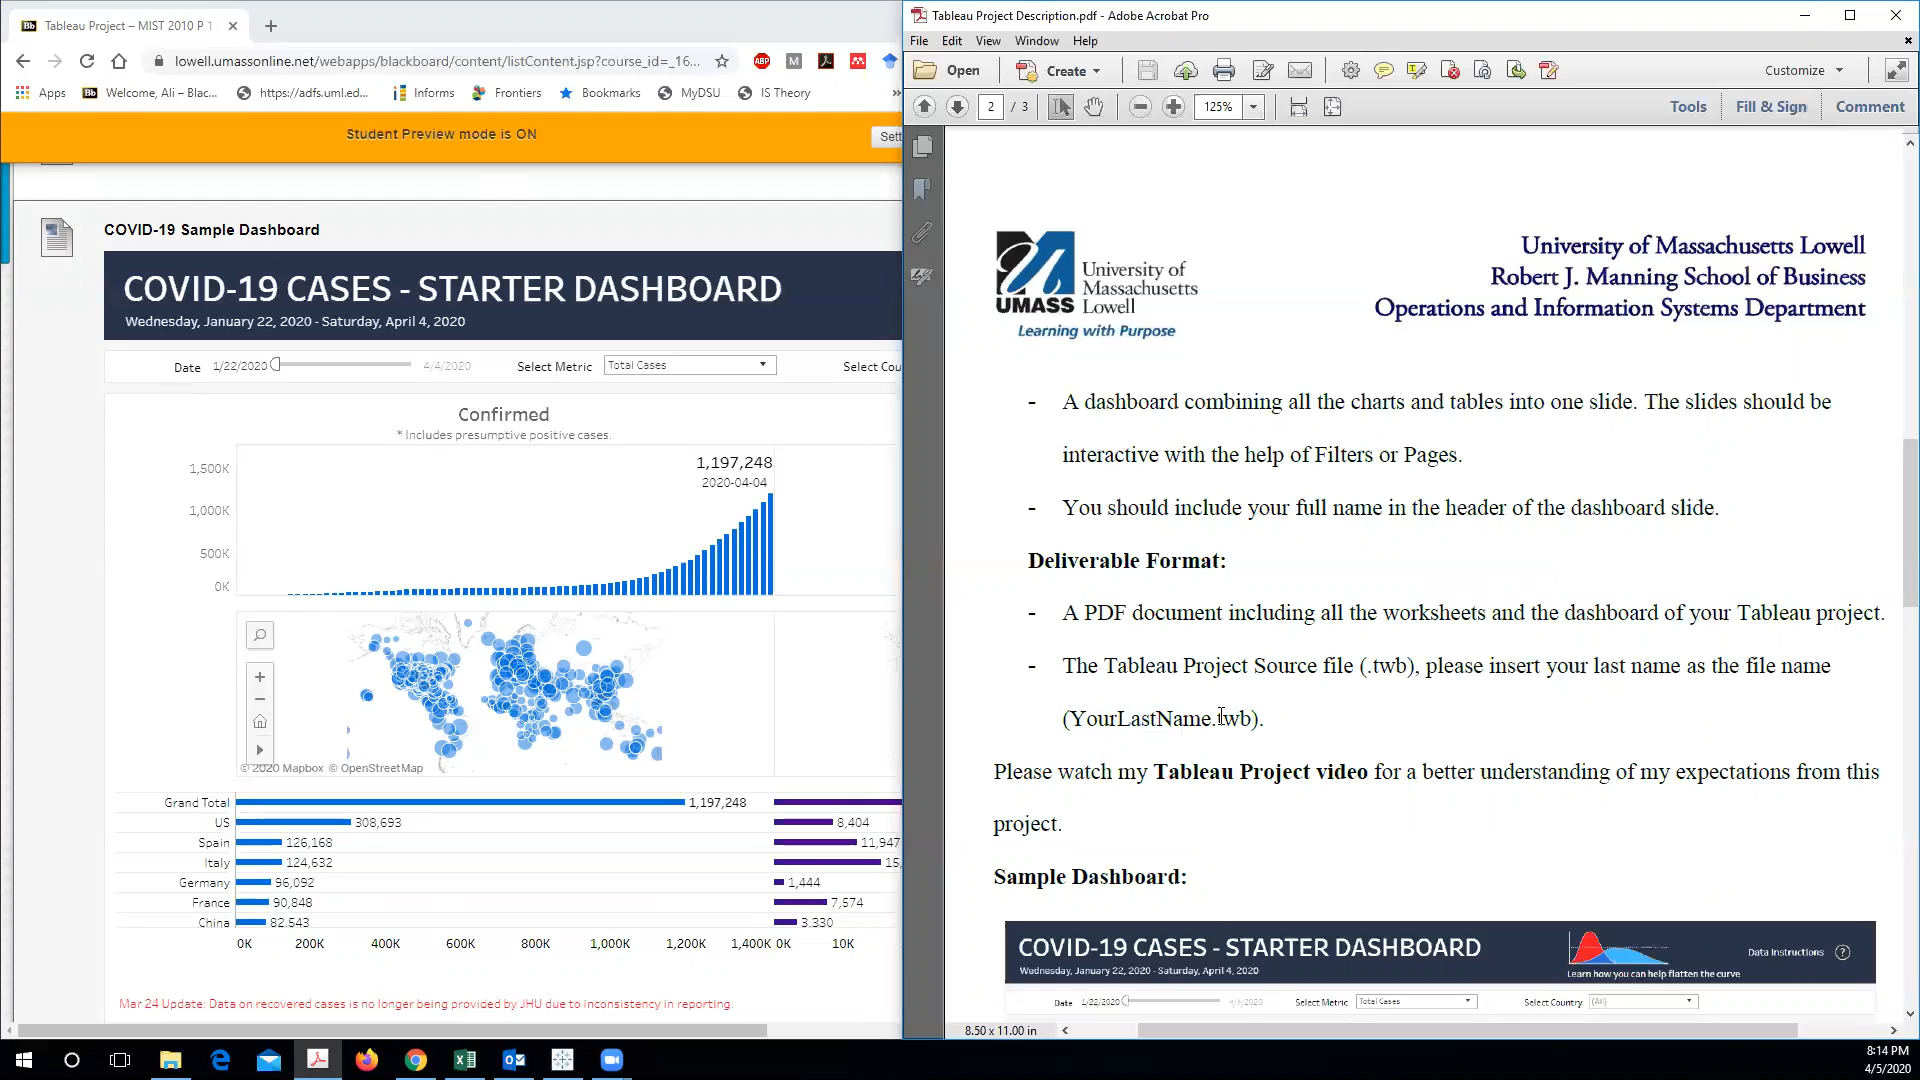 Tableau Project – MIST 2010 P 1
lowell.umassonline.net/webapps/blackboard/content/listContent.jsp?course_id=_16...
Apps
Welcome, Ali – Blac...
https://adfs.uml.ed...
Informs
Frontiers
Bookmarks
MyDSU
IS Theory
»
Student Preview mode is ON
Sett
COVID-19 Sample Dashboard
COVID-19 CASES - STARTER DASHBOARD
Wednesday, January 22, 2020 - Saturday, April 4, 2020
Date 1/22/2020 4/4/2020 Select Metric Total Cases Select Cou
Confirmed
* Includes presumptive positive cases.
1,500K
1,000K
500K
0K
1,197,248
2020-04-04
© 2020 Mapbox © OpenStreetMap
Grand Total 1,197,248
US 308,693 8,404
Spain 126,168 11,947
Italy 124,632 15,
Germany 96,092 1,444
France 90,848 7,574
China 82,543 3,330
0K 200K 400K 600K 800K 1,000K 1,200K 1,400K 0K 10K
Mar 24 Update: Data on recovered cases is no longer being provided by JHU due to inconsistency in reporting.
Tableau Project Description.pdf - Adobe Acrobat Pro
File Edit View Window Help
Open Create Customize
2 / 3 125% Tools Fill & Sign Comment
UMASS
University of
Massachusetts
Lowell
Learning with Purpose
University of Massachusetts Lowell
Robert J. Manning School of Business
Operations and Information Systems Department
- A dashboard combining all the charts and tables into one slide. The slides should be
interactive with the help of Filters or Pages.
- You should include your full name in the header of the dashboard slide.
Deliverable Format:
- A PDF document including all the worksheets and the dashboard of your Tableau project.
- The Tableau Project Source file (.twb), please insert your last name as the file name
(YourLastName.twb).
Please watch my Tableau Project video for a better understanding of my expectations from this
project.
Sample Dashboard:
COVID-19 CASES - STARTER DASHBOARD
Wednesday, January 22, 2020 - Saturday, April 4, 2020
Learn how you can help flatten the curve
Data Instructions ?
Date 1/22/2020 4/4/2020 Select Metric Total Cases Select Country (All)
8.50 x 11.00 in
8:14 PM
4/5/2020